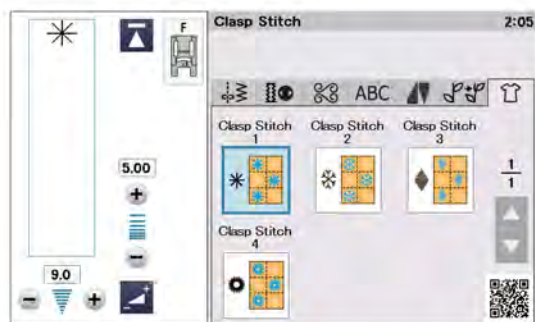 F
Clasp Stitch 2:05
ABC
Clasp Stitch
1
Clasp Stitch
2
Clasp Stitch
3
5.00
1
1
Clasp Stitch
4
9.0